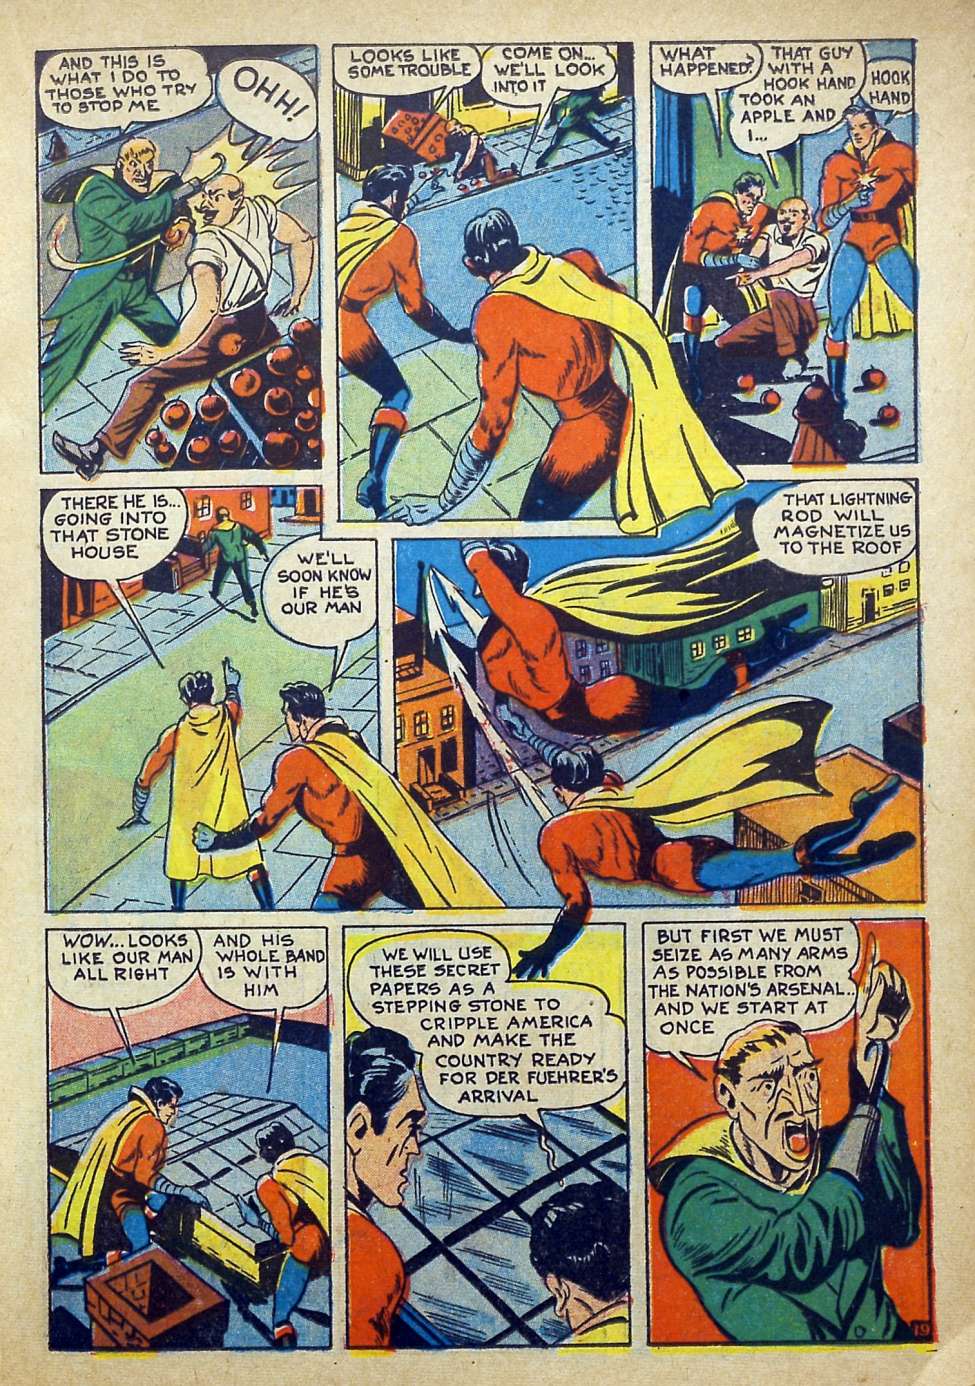 AND THIS IS
WHAT I DO TO
THOSE WHO TRY
TO STOP ME
OHH!
LOOKS LIKE
SOME TROUBLE
COME ON...
WE'LL LOOK
INTO IT
WHAT
HAPPENED?
THAT GUY
WITH A
HOOK HAND
TOOK AN
APPLE AND
I...
HOOK
HAND
THERE HE IS...
GOING INTO
THAT STONE
HOUSE
WE'LL
SOON KNOW
IF HE'S
OUR MAN
THAT LIGHTNING
ROD WILL
MAGNETIZE US
TO THE ROOF
WOW...LOOKS
LIKE OUR MAN
ALL RIGHT
AND HIS
WHOLE BAND
IS WITH
HIM
WE WILL USE
THESE SECRET
PAPERS AS A
STEPPING STONE TO
CRIPPLE AMERICA
AND MAKE THE
COUNTRY READY
FOR DER FUEHRER'S
ARRIVAL
BUT FIRST WE MUST
SEIZE AS MANY ARMS
AS POSSIBLE FROM
THE NATION'S ARSENAL..
AND WE START AT
ONCE